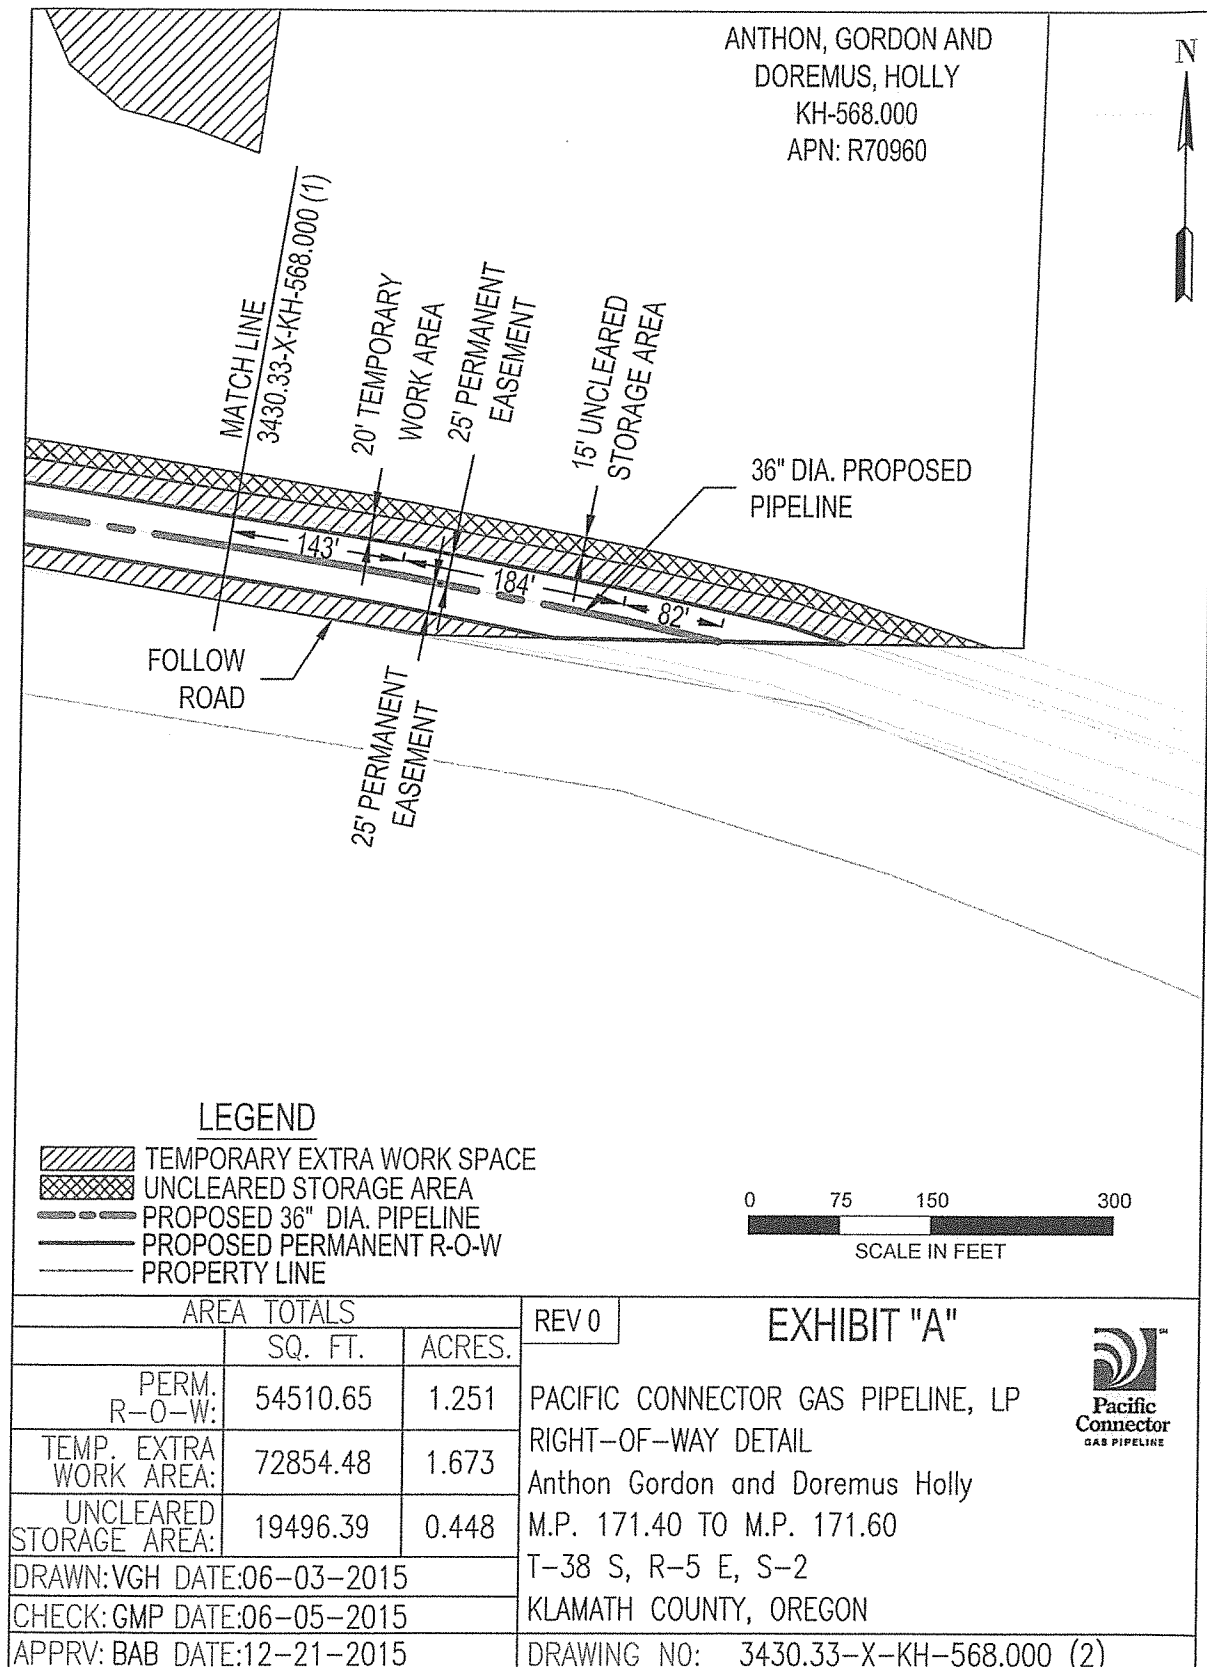 ANTHON, GORDON AND
DOREMUS, HOLLY
KH-568.000
APN: R70960
N
MATCH LINE
3430.33-X-KH-568.000 (1)
20' TEMPORARY
WORK AREA
25' PERMANENT
EASEMENT
15' UNCLEARED
STORAGE AREA
36" DIA. PROPOSED
PIPELINE
143'
184'
82'
FOLLOW
ROAD
25' PERMANENT
EASEMENT
LEGEND
TEMPORARY EXTRA WORK SPACE
UNCLEARED STORAGE AREA
PROPOSED 36" DIA. PIPELINE
PROPOSED PERMANENT R-O-W
PROPERTY LINE
0 75 150 300
SCALE IN FEET
AREA TOTALS
SQ. FT. ACRES.
PERM.
R-O-W: 54510.65 1.251
TEMP. EXTRA
WORK AREA: 72854.48 1.673
UNCLEARED
STORAGE AREA: 19496.39 0.448
DRAWN: VGH DATE: 06-03-2015
CHECK: GMP DATE: 06-05-2015
APPRV: BAB DATE: 12-21-2015
REV 0
EXHIBIT "A"
PACIFIC CONNECTOR GAS PIPELINE, LP
RIGHT-OF-WAY DETAIL
Anthon Gordon and Doremus Holly
M.P. 171.40 TO M.P. 171.60
T-38 S, R-5 E, S-2
KLAMATH COUNTY, OREGON
DRAWING NO: 3430.33-X-KH-568.000 (2)
SM
Pacific
Connector
GAS PIPELINE